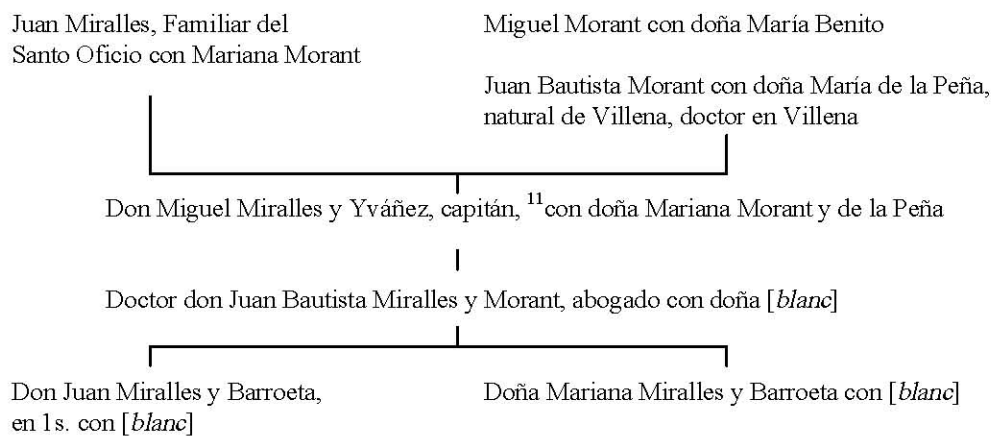 Juan Miralles, Familiar del
Santo Oficio con Mariana Morant
Miguel Morant con doña María Benito
Juan Bautista Morant con doña María de la Peña,
natural de Villena, doctor en Villena
Don Miguel Miralles y Yváñez, capitán, 11con doña Mariana Morant y de la Peña
Doctor don Juan Bautista Miralles y Morant, abogado con doña [blanc]
Don Juan Miralles y Barroeta,
en 1s. con [blanc]
Doña Mariana Miralles y Barroeta con [blanc]